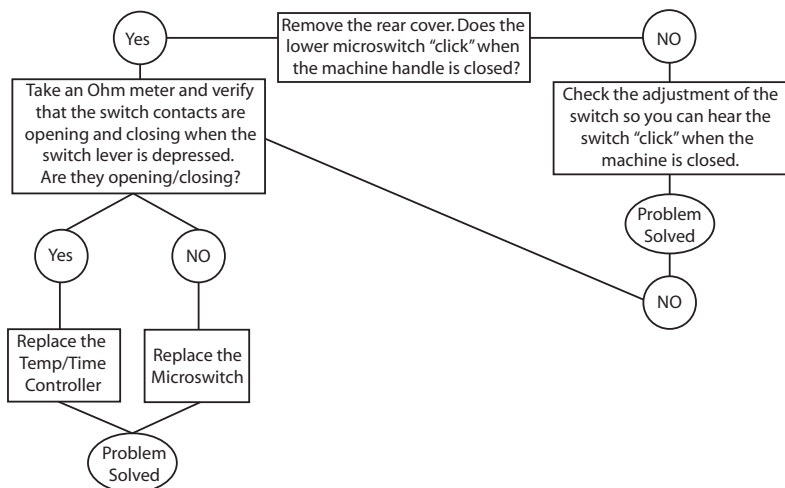 Remove the rear cover. Does the
lower microswitch “click” when
the machine handle is closed?
Yes
NO
Take an Ohm meter and verify
that the switch contacts are
opening and closing when the
switch lever is depressed.
Are they opening/closing?
Check the adjustment of the
switch so you can hear the
switch “click” when the
machine is closed.
Problem
Solved
NO
Yes
NO
Replace the
Temp/Time
Controller
Replace the
Microswitch
Problem
Solved